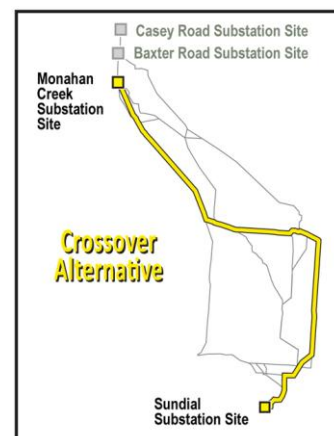 Casey Road Substation Site
Baxter Road Substation Site
Monahan
Creek
Substation
Site
Crossover
Alternative
Sundial
Substation Site